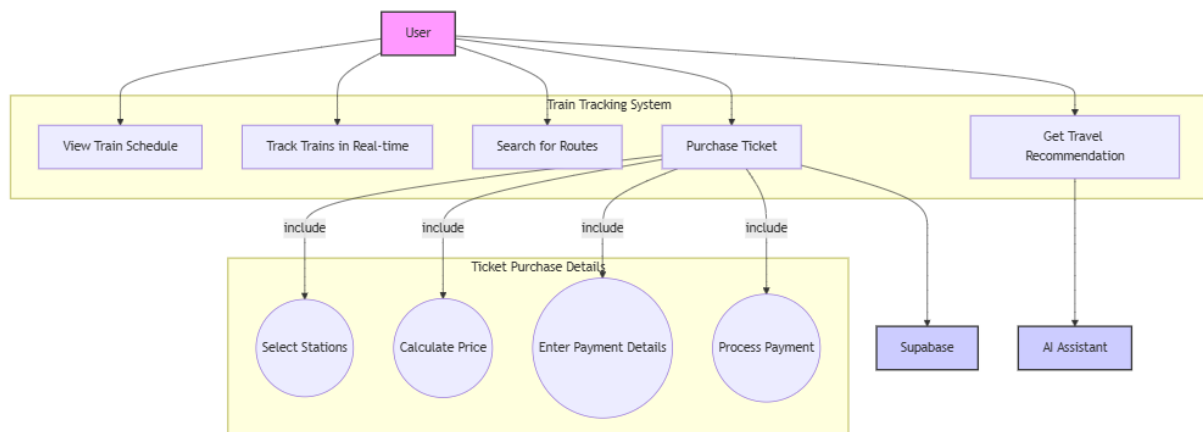 User
Train Tracking System
View Train Schedule
Track Trains in Real-time
Search for Routes
Purchase Ticket
Get Travel
Recommendation
include
include
include
include
Ticket Purchase Details
Select Stations
Calculate Price
Enter Payment Details
Process Payment
Supabase
AI Assistant